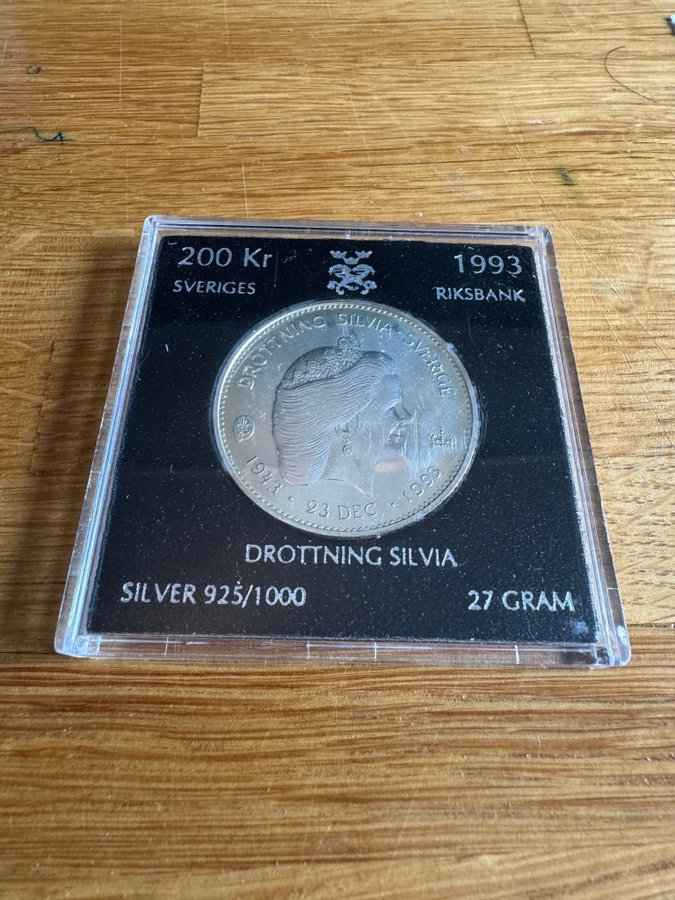 200 Kr 1993
SVERIGES RIKSBANK
DROTTNING SILVIA · SVERIGE
1943 · 23 DEC · 1993
DROTTNING SILVIA
SILVER 925/1000 27 GRAM